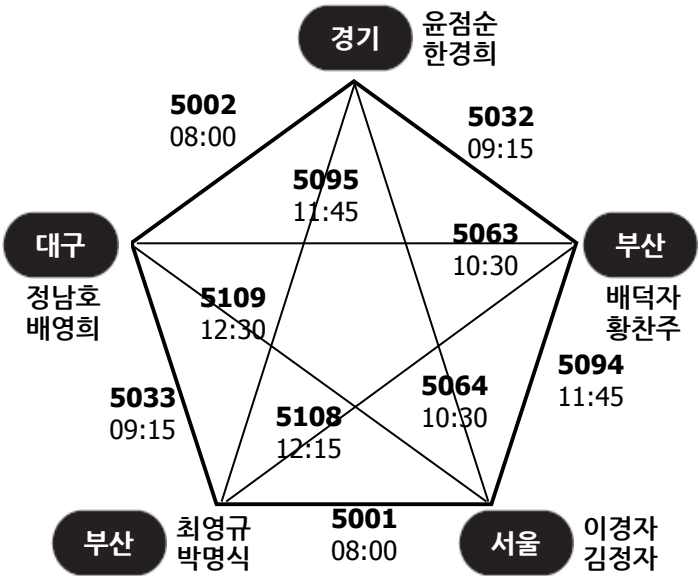 경기
윤점순
한경희
5002
08:00
5032
09:15
5095
11:45
대구
정남호
배영희
5063
10:30
부산
배덕자
황찬주
5109
12:30
5094
11:45
5033
09:15
5108
12:15
5064
10:30
부산
최영규
박명식
5001
08:00
서울
이경자
김정자